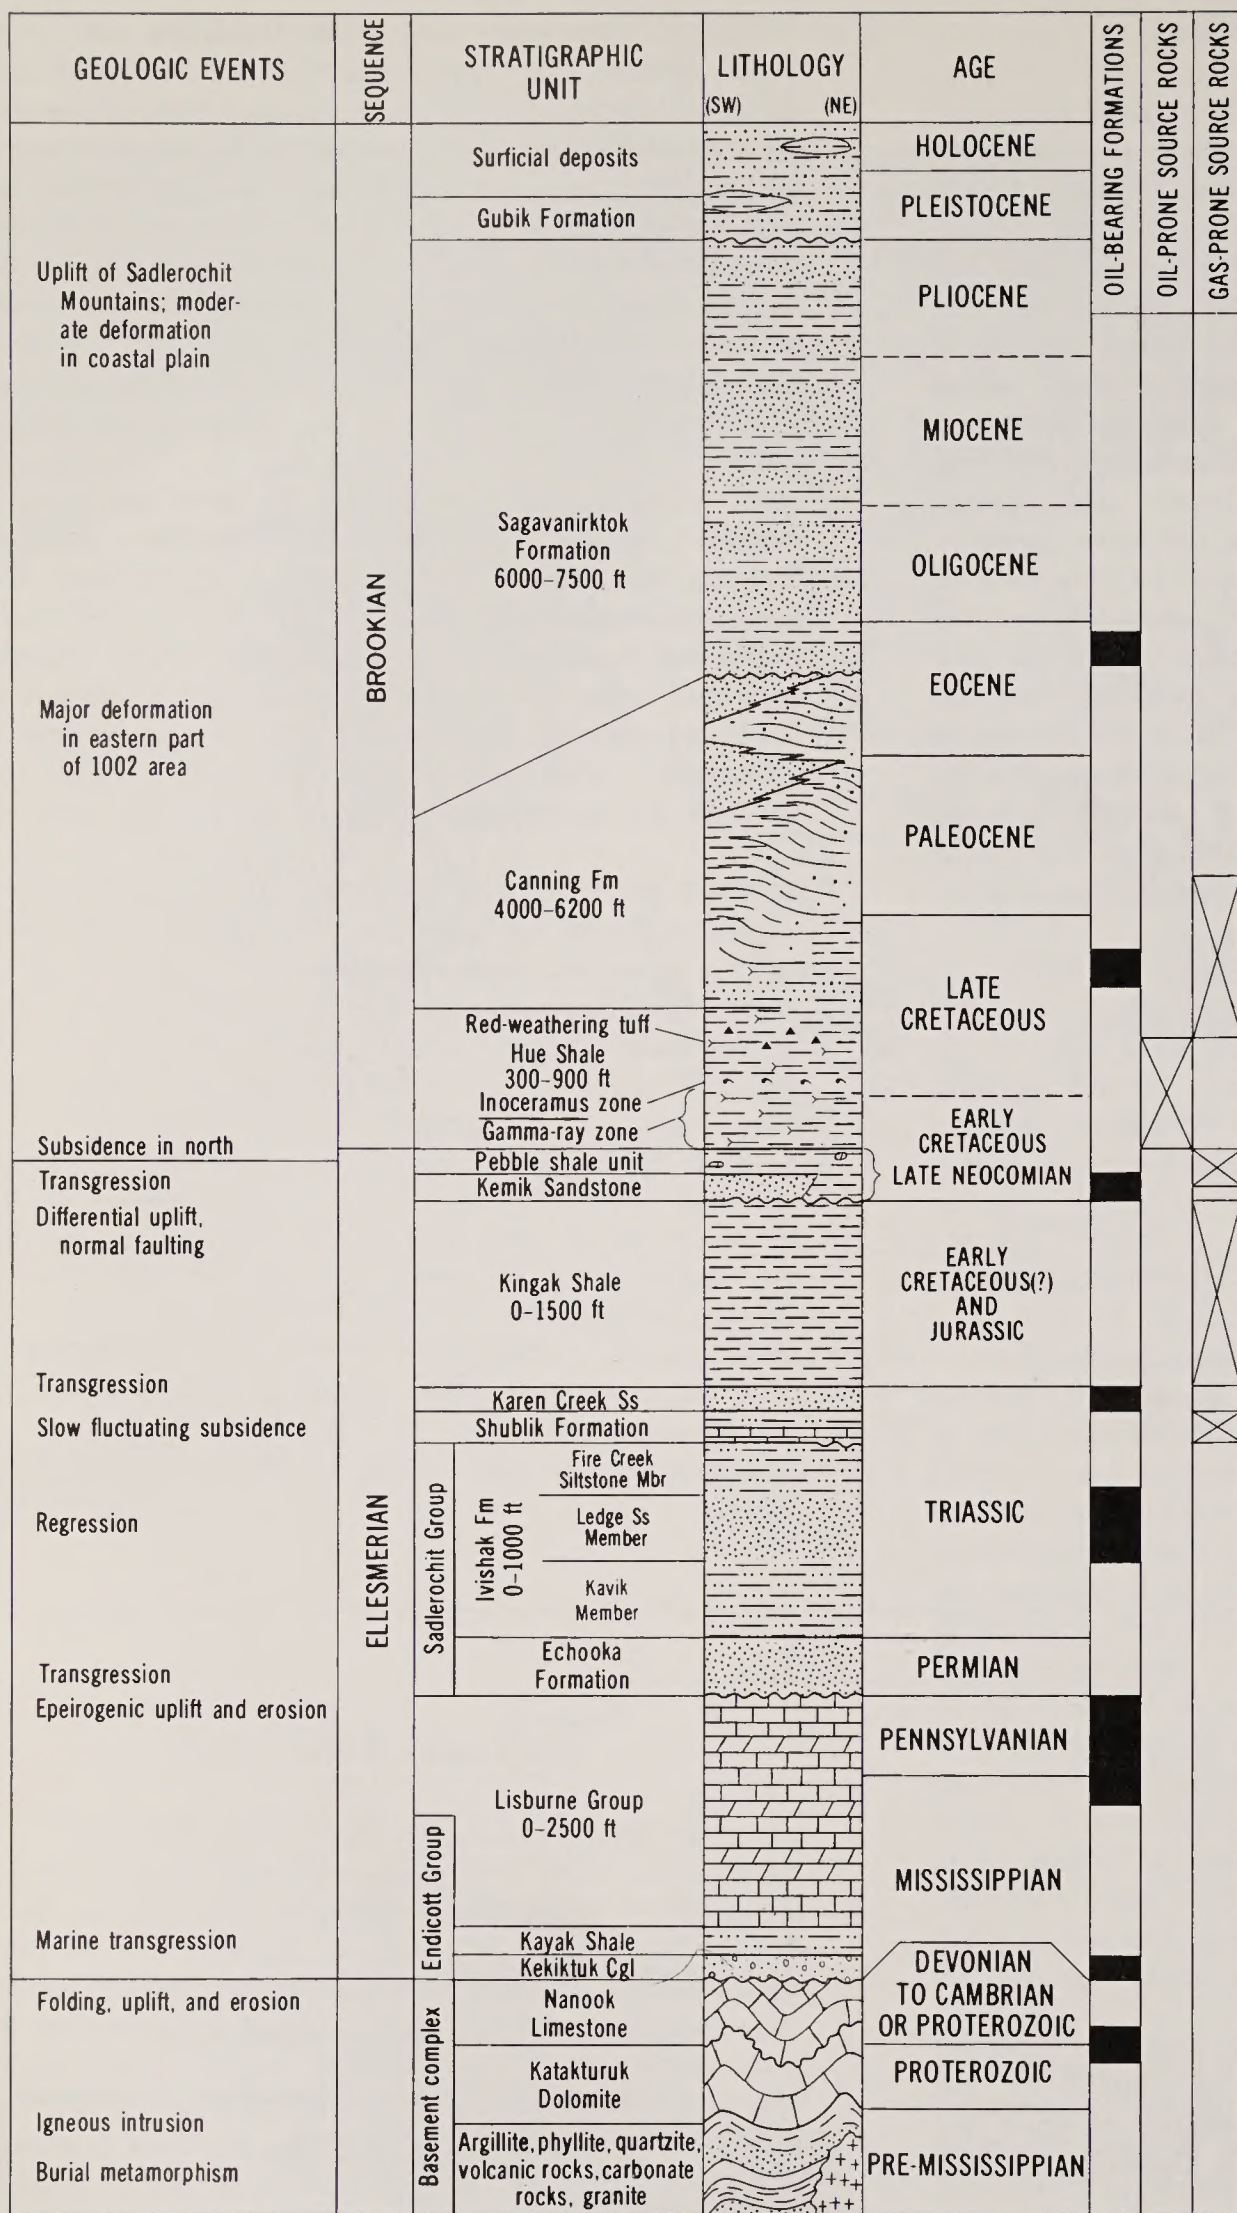 GEOLOGIC EVENTS
SEQUENCE
STRATIGRAPHIC
UNIT
LITHOLOGY
(SW) (NE)
AGE
OIL-BEARING FORMATIONS
OIL-PRONE SOURCE ROCKS
GAS-PRONE SOURCE ROCKS
Uplift of Sadlerochit
Mountains; moder-
ate deformation
in coastal plain
Major deformation
in eastern part
of 1002 area
Subsidence in north
Transgression
Differential uplift,
normal faulting
Transgression
Slow fluctuating subsidence
Regression
Transgression
Epeirogenic uplift and erosion
Marine transgression
Folding, uplift, and erosion
Igneous intrusion
Burial metamorphism
BROOKIAN
ELLESMERIAN
Surficial deposits
Gubik Formation
Sagavanirktok
Formation
6000-7500 ft
Canning Fm
4000-6200 ft
Red-weathering tuff
Hue Shale
300-900 ft
Inoceramus zone
Gamma-ray zone
Pebble shale unit
Kemik Sandstone
Kingak Shale
0-1500 ft
Karen Creek Ss
Shublik Formation
Sadlerochit Group
Ivishak Fm
0-1000 ft
Fire Creek
Siltstone Mbr
Ledge Ss
Member
Kavik
Member
Echooka
Formation
Lisburne Group
0-2500 ft
Endicott Group
Kayak Shale
Kekiktuk Cgl
Basement complex
Nanook
Limestone
Katakturuk
Dolomite
Argillite, phyllite, quartzite,
volcanic rocks, carbonate
rocks, granite
HOLOCENE
PLEISTOCENE
PLIOCENE
MIOCENE
OLIGOCENE
EOCENE
PALEOCENE
LATE
CRETACEOUS
EARLY
CRETACEOUS
LATE NEOCOMIAN
EARLY
CRETACEOUS(?)
AND
JURASSIC
TRIASSIC
PERMIAN
PENNSYLVANIAN
MISSISSIPPIAN
DEVONIAN
TO CAMBRIAN
OR PROTEROZOIC
PROTEROZOIC
PRE-MISSISSIPPIAN